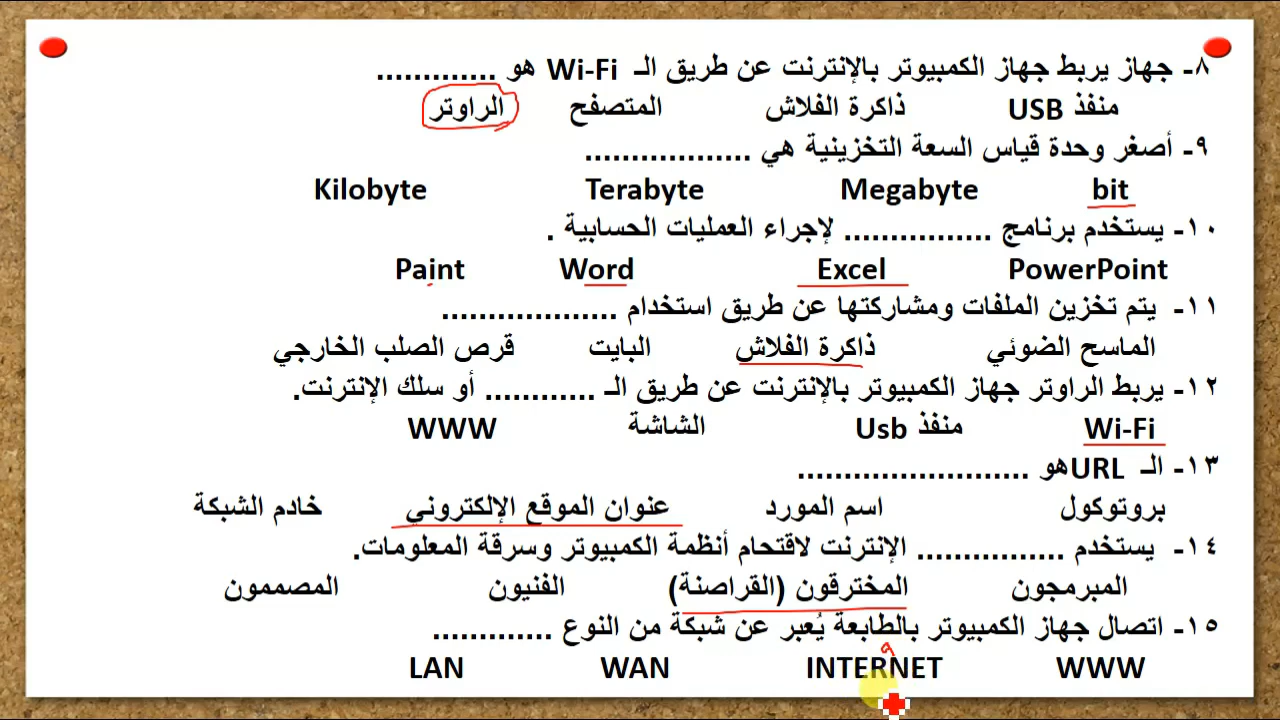 ٨- جهاز يربط جهاز الكمبيوتر بالإنترنت عن طريق الـ Wi-Fi هو .............
منفذ USB ذاكرة الفلاش المتصفح الراوتر
٩- أصغر وحدة قياس السعة التخزينية هي ..................
bit Megabyte Terabyte Kilobyte
١٠- يستخدم برنامج ................ لإجراء العمليات الحسابية .
PowerPoint Excel Word Paint
١١- يتم تخزين الملفات ومشاركتها عن طريق استخدام ...................
الماسح الضوئي ذاكرة الفلاش البايت قرص الصلب الخارجي
١٢- يربط الراوتر جهاز الكمبيوتر بالإنترنت عن طريق الـ ............ أو سلك الإنترنت.
Wi-Fi منفذ Usb الشاشة WWW
١٣- الـ URL هو .........................
بروتوكول اسم المورد عنوان الموقع الإلكتروني خادم الشبكة
١٤- يستخدم ................ الإنترنت لاقتحام أنظمة الكمبيوتر وسرقة المعلومات.
المبرمجون المخترقون (القراصنة) الفنيون المصممون
١٥- اتصال جهاز الكمبيوتر بالطابعة يُعبر عن شبكة من النوع .............
WWW INTERNET WAN LAN